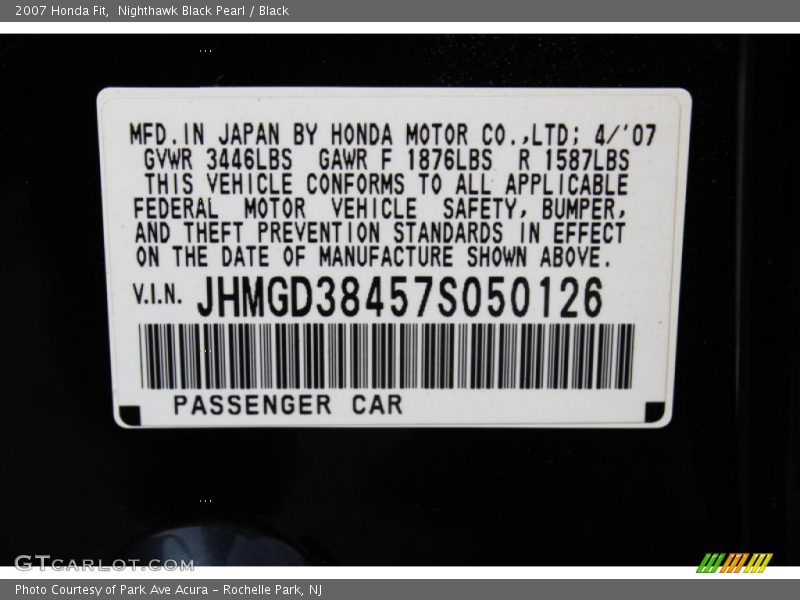 2007 Honda Fit,  Nighthawk Black Pearl / Black
MFD.IN JAPAN BY HONDA MOTOR CO.,LTD; 4/'07
GVWR 3446LBS GAWR F 1876LBS R 1587LBS
THIS VEHICLE CONFORMS TO ALL APPLICABLE
FEDERAL MOTOR VEHICLE SAFETY, BUMPER,
AND THEFT PREVENTION STANDARDS IN EFFECT
ON THE DATE OF MANUFACTURE SHOWN ABOVE.
V.I.N. JHMGD38457S050126
PASSENGER CAR
GTCARLOT.COM
Photo Courtesy of Park Ave Acura - Rochelle Park, NJ